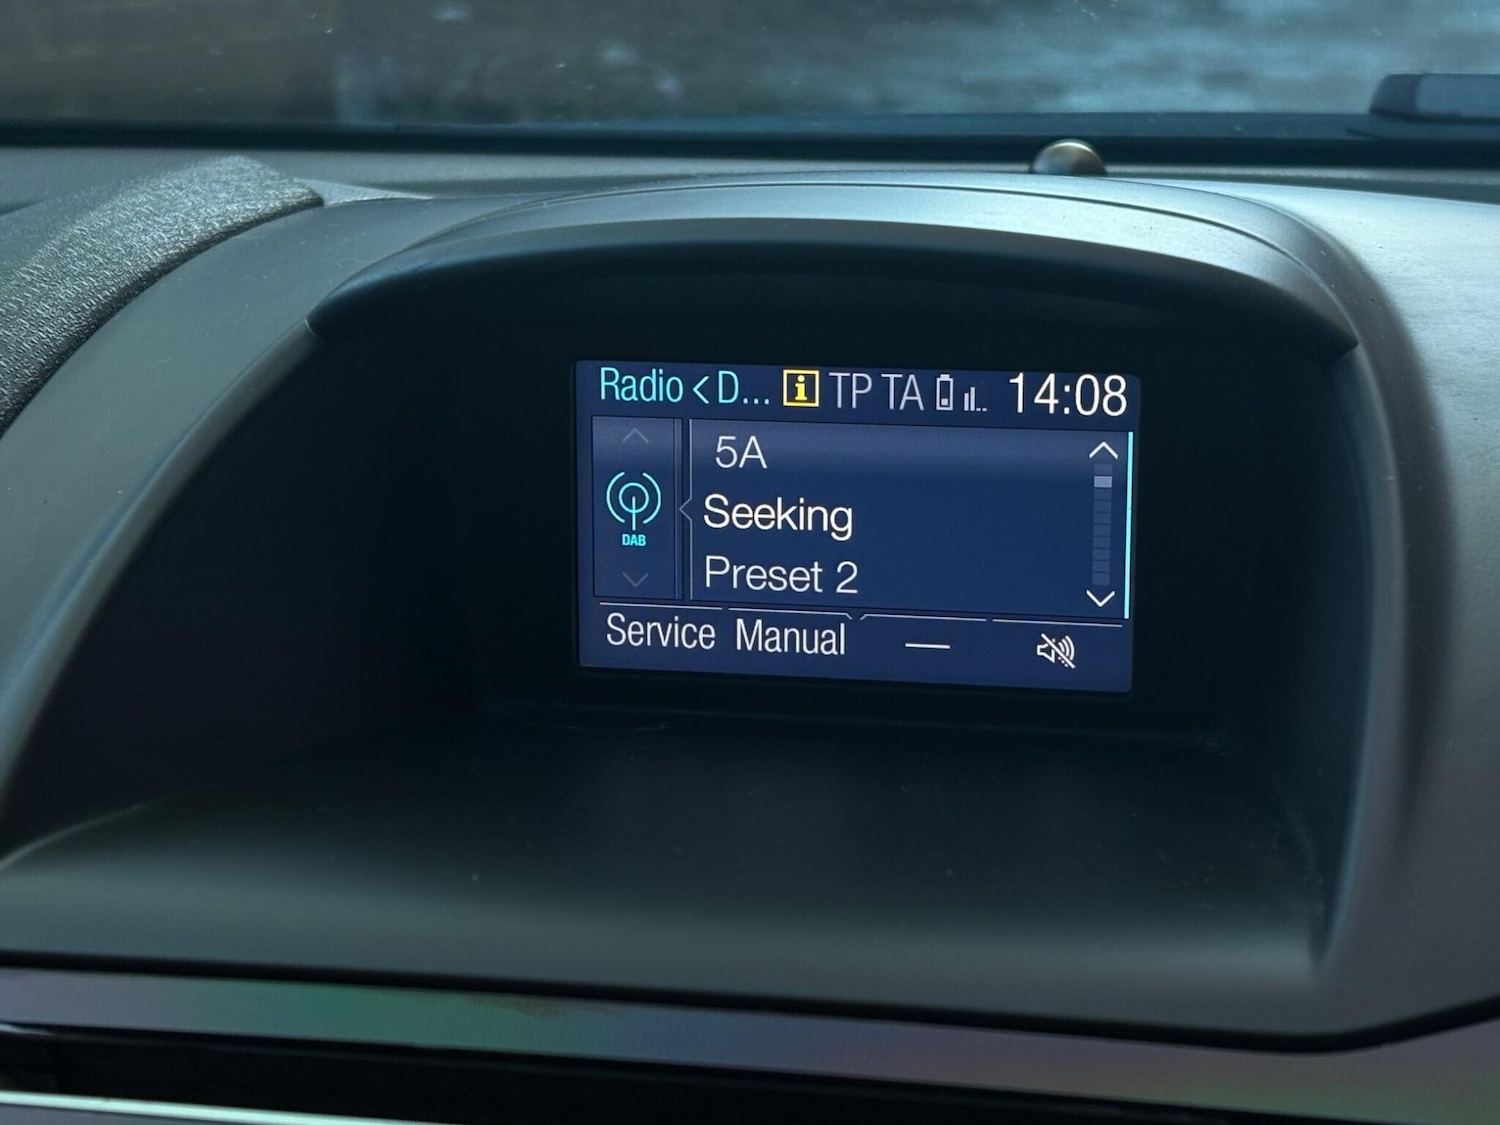 Radio < D... i TP TA 14:08
5A
DAB
Seeking
Preset 2
Service Manual —